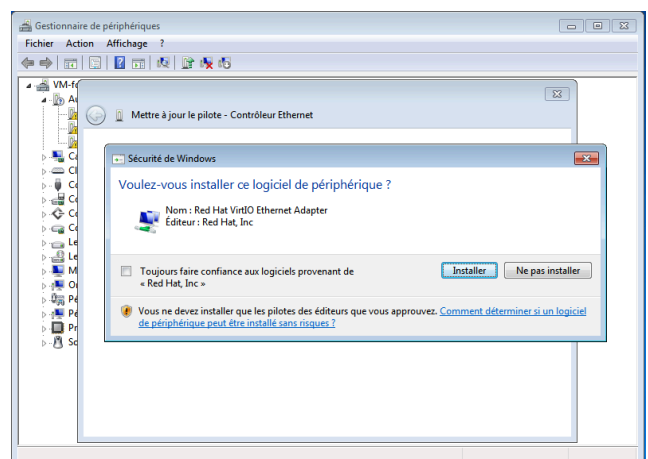 Gestionnaire de périphériques
Fichier Action Affichage ?
VM-f
Mettre à jour le pilote - Contrôleur Ethernet
Sécurité de Windows
Voulez-vous installer ce logiciel de périphérique ?
Nom : Red Hat VirtIO Ethernet Adapter
Éditeur : Red Hat, Inc
Toujours faire confiance aux logiciels provenant de
« Red Hat, Inc »
Installer
Ne pas installer
Vous ne devez installer que les pilotes des éditeurs que vous approuvez. Comment déterminer si un logiciel
de périphérique peut être installé sans risques ?